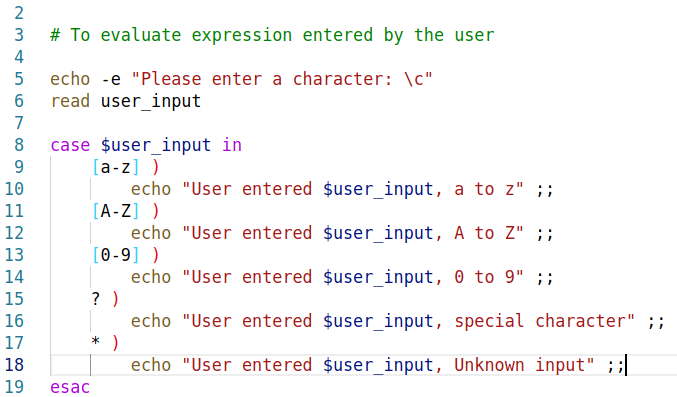 2
3 # To evaluate expression entered by the user
4
5 echo -e "Please enter a character: \c"
6 read user_input
7
8 case $user_input in
9 [a-z] )
10 echo "User entered $user_input, a to z" ;;
11 [A-Z] )
12 echo "User entered $user_input, A to Z" ;;
13 [0-9] )
14 echo "User entered $user_input, 0 to 9" ;;
15 ? )
16 echo "User entered $user_input, special character" ;;
17 * )
18 echo "User entered $user_input, Unknown input" ;;
19 esac